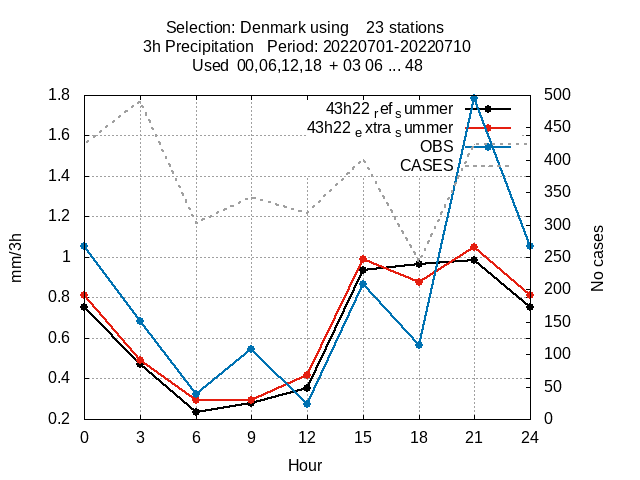 Selection: Denmark using 23 stations
3h Precipitation Period: 20220701-20220710
Used 00,06,12,18 + 03 06 ... 48
43h22 ref summer
43h22 extra summer
OBS
CASES
1.8
1.6
1.4
1.2
1
0.8
0.6
0.4
0.2
mm/3h
500
450
400
350
300
250
200
150
100
50
0
No cases
0 3 6 9 12 15 18 21 24
Hour